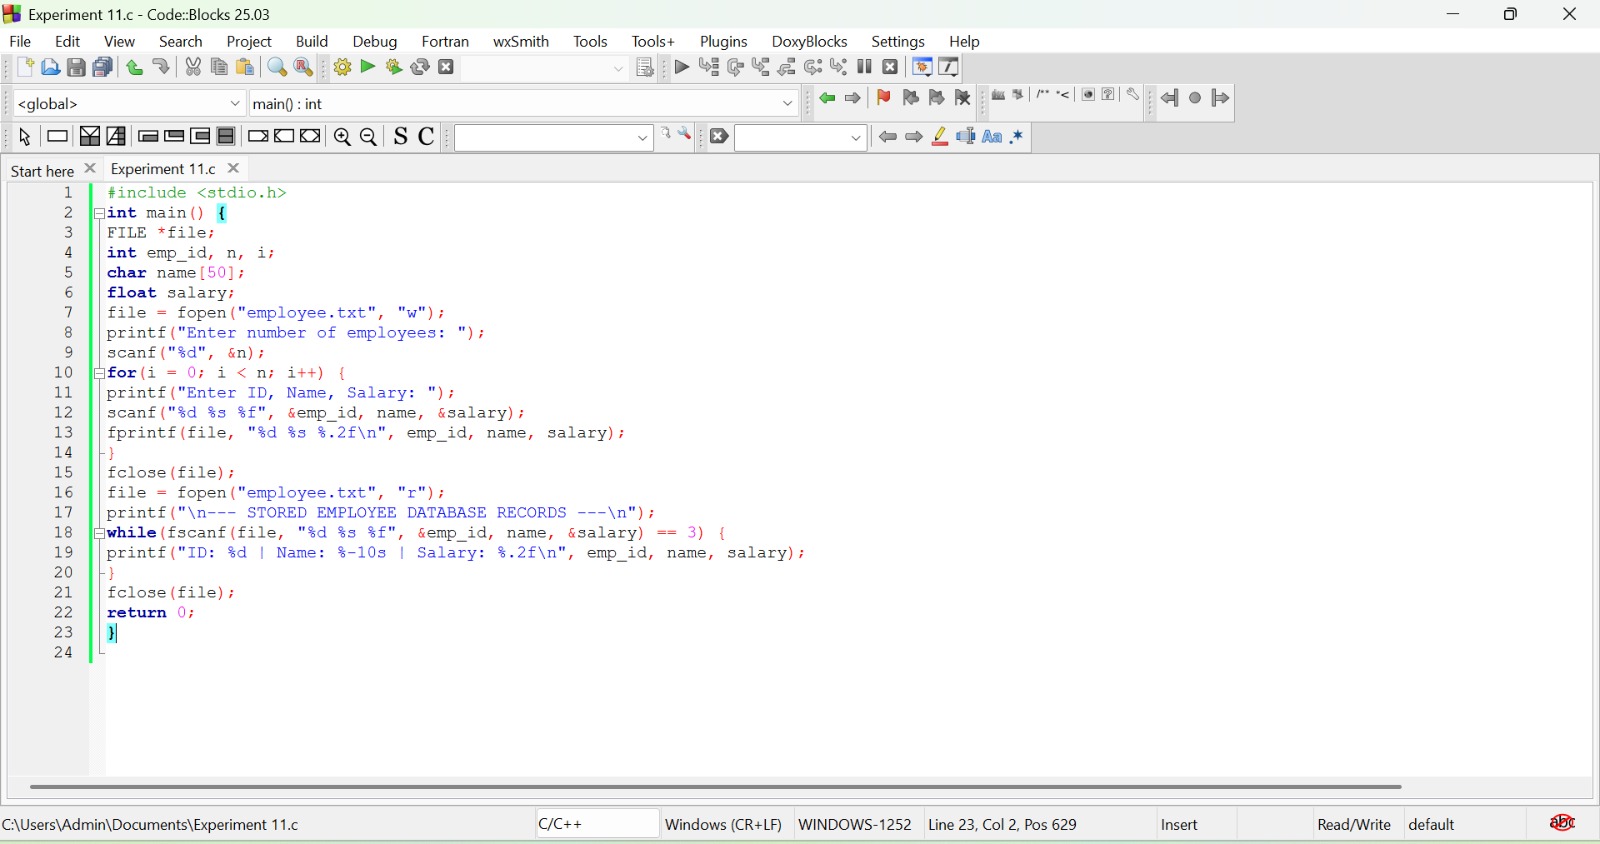 Experiment 11.c - Code::Blocks 25.03
File Edit View Search Project Build Debug Fortran wxSmith Tools Tools+ Plugins DoxyBlocks Settings Help
<global> main() : int
S C Aa
Start here Experiment 11.c
1 #include <stdio.h>
2 int main() {
3 FILE *file;
4 int emp_id, n, i;
5 char name[50];
6 float salary;
7 file = fopen("employee.txt", "w");
8 printf("Enter number of employees: ");
9 scanf("%d", &n);
10 for(i = 0; i < n; i++) {
11 printf("Enter ID, Name, Salary: ");
12 scanf("%d %s %f", &emp_id, name, &salary);
13 fprintf(file, "%d %s %.2f\n", emp_id, name, salary);
14 }
15 fclose(file);
16 file = fopen("employee.txt", "r");
17 printf("\n--- STORED EMPLOYEE DATABASE RECORDS ---\n");
18 while(fscanf(file, "%d %s %f", &emp_id, name, &salary) == 3) {
19 printf("ID: %d | Name: %-10s | Salary: %.2f\n", emp_id, name, salary);
20 }
21 fclose(file);
22 return 0;
23 }
24
C:\Users\Admin\Documents\Experiment 11.c C/C++ Windows (CR+LF) WINDOWS-1252 Line 23, Col 2, Pos 629 Insert Read/Write default abc